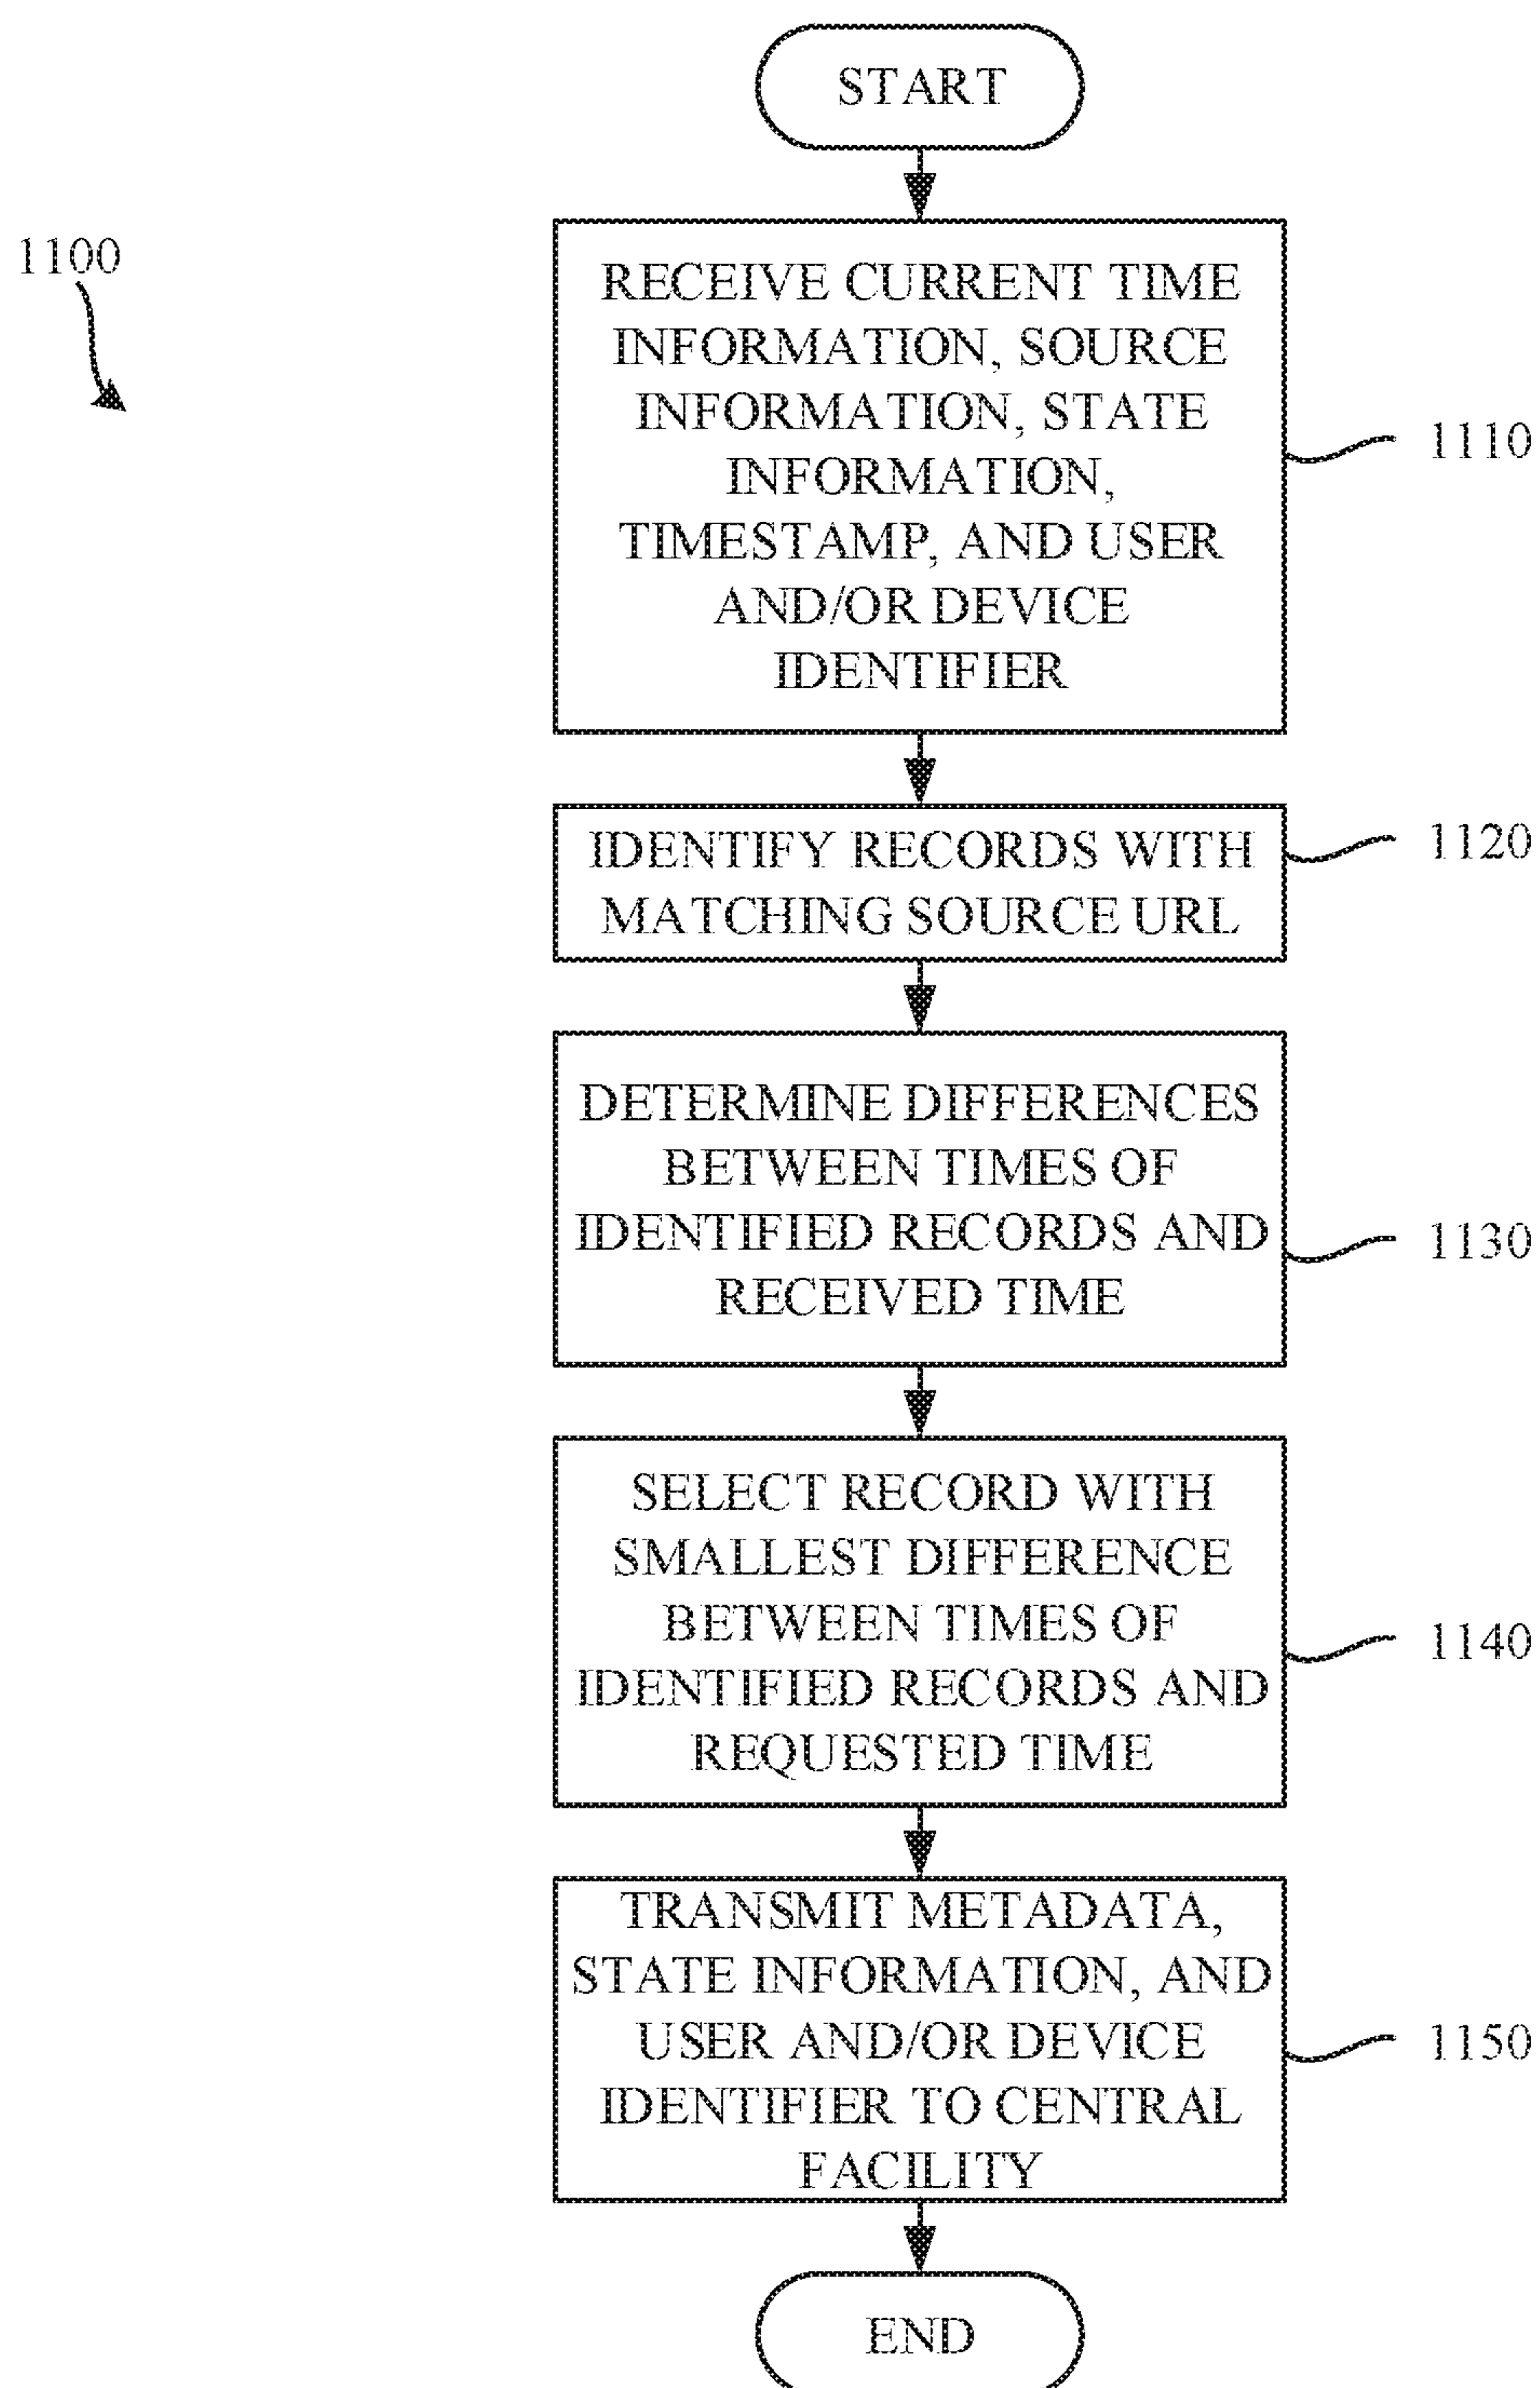 START
1100
RECEIVE CURRENT TIME
INFORMATION, SOURCE
INFORMATION, STATE
INFORMATION,
TIMESTAMP, AND USER
AND/OR DEVICE
IDENTIFIER
1110
IDENTIFY RECORDS WITH
MATCHING SOURCE URL
1120
DETERMINE DIFFERENCES
BETWEEN TIMES OF
IDENTIFIED RECORDS AND
RECEIVED TIME
1130
SELECT RECORD WITH
SMALLEST DIFFERENCE
BETWEEN TIMES OF
IDENTIFIED RECORDS AND
REQUESTED TIME
1140
TRANSMIT METADATA,
STATE INFORMATION, AND
USER AND/OR DEVICE
IDENTIFIER TO CENTRAL
FACILITY
1150
END